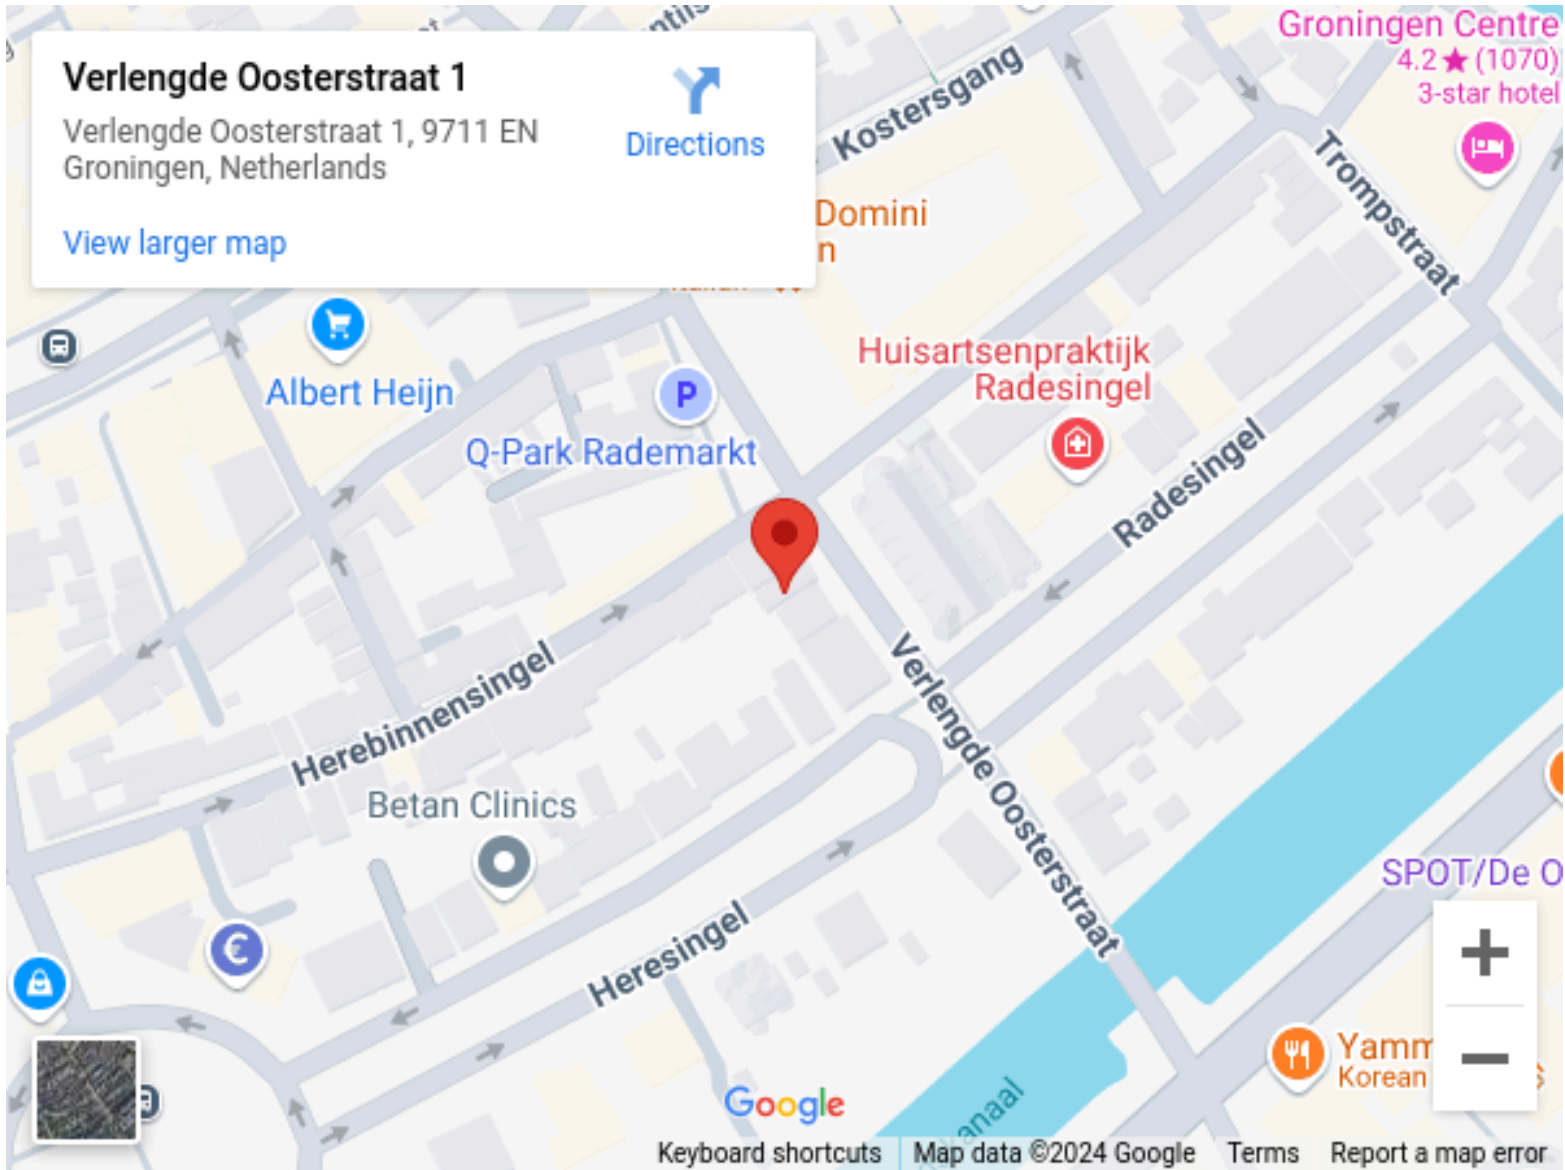 Groningen Centre
4.2 ★ (1070)
3-star hotel
Verlengde Oosterstraat 1
Verlengde Oosterstraat 1, 9711 EN
Groningen, Netherlands
Directions
View larger map
Kostersgang
Trompstraat
Domini
Albert Heijn
P
Q-Park Rademarkt
Huisartsenpraktijk
Radesingel
Radesingel
Herebinnensingel
Verlengde Oosterstraat
Betan Clinics
€
Heresingel
SPOT/De O
+
−
Yamm
Korean
Google
Keyboard shortcuts
Map data ©2024 Google
Terms
Report a map error